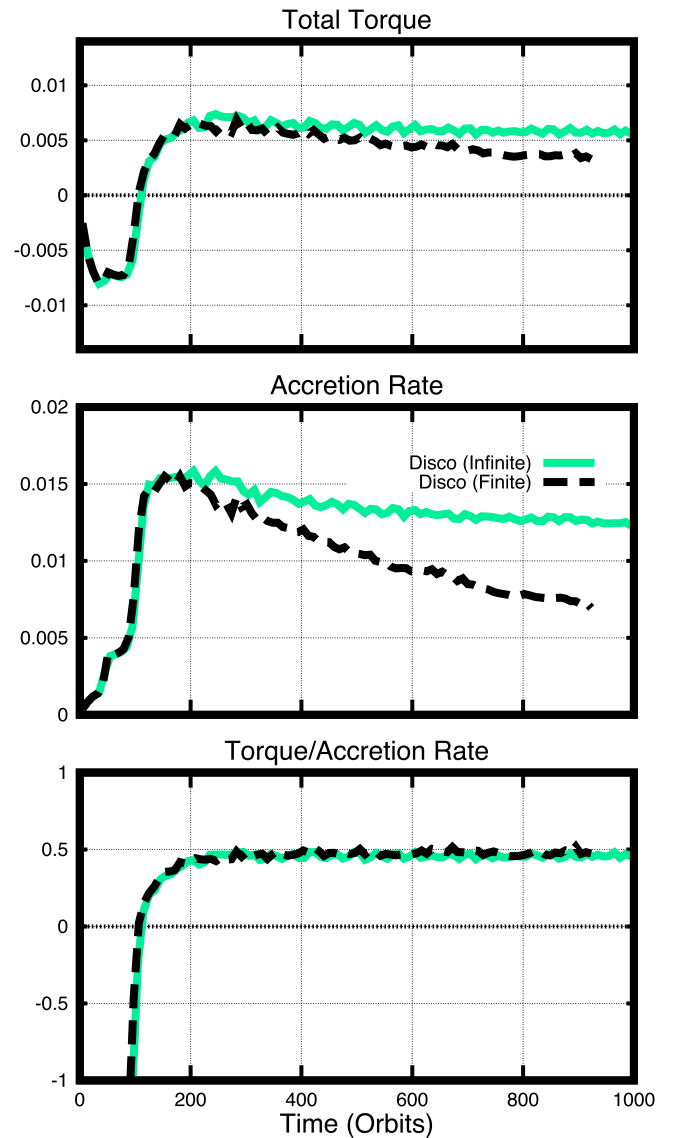 Total Torque
0.01
0.005
0
-0.005
-0.01
Accretion Rate
0.02
Disco (Infinite)
0.015
Disco (Finite)
0.01
0.005
0
Torque/Accretion Rate
1
0.5
0
-0.5
-1
0 200 400 600 800 1000
Time (Orbits)